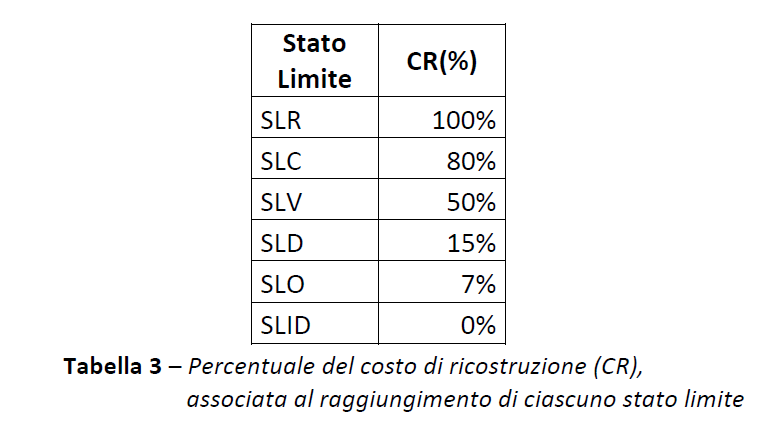 Stato
Limite
CR(%)
SLR 100%
SLC 80%
SLV 50%
SLD 15%
SLO 7%
SLID 0%
Tabella 3 – Percentuale del costo di ricostruzione (CR),
associata al raggiungimento di ciascuno stato limite